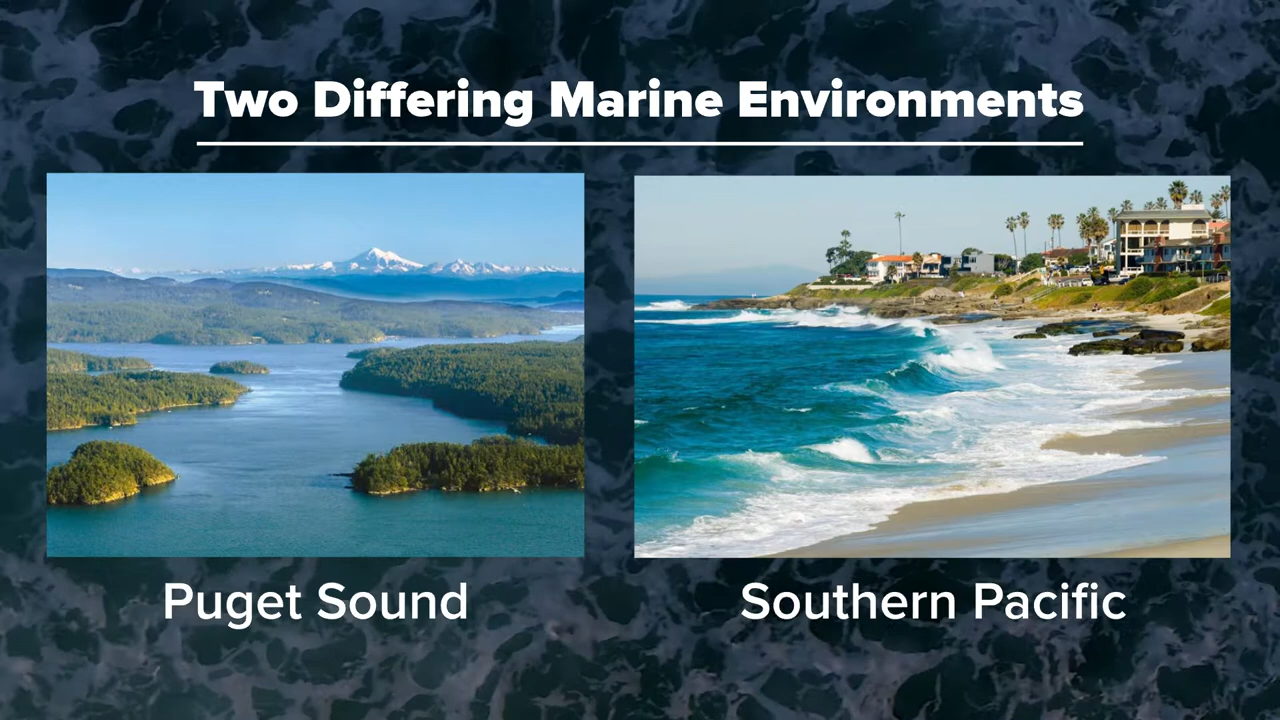 Two Differing Marine Environments
Puget Sound
Southern Pacific